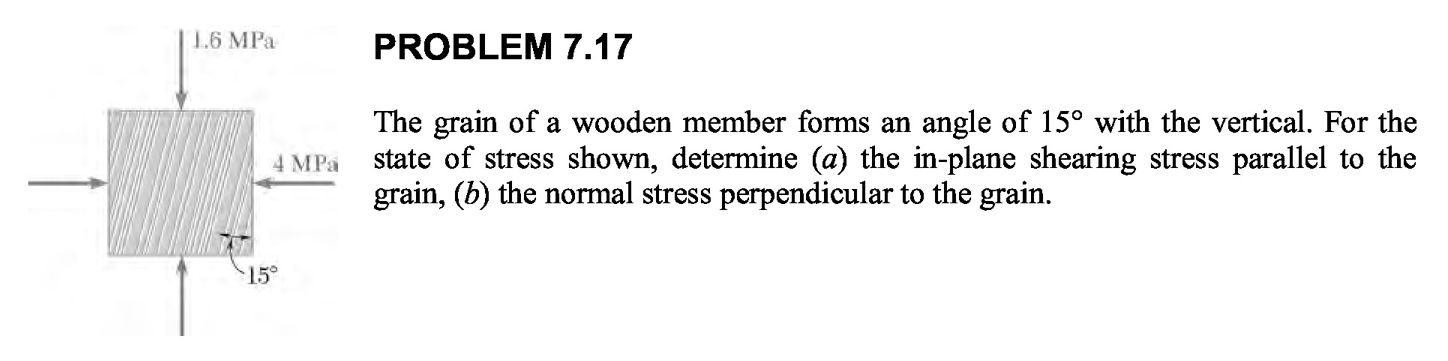 1.6 MPa
4 MPa
15°
PROBLEM 7.17
The grain of a wooden member forms an angle of 15° with the vertical. For the
state of stress shown, determine (a) the in-plane shearing stress parallel to the
grain, (b) the normal stress perpendicular to the grain.